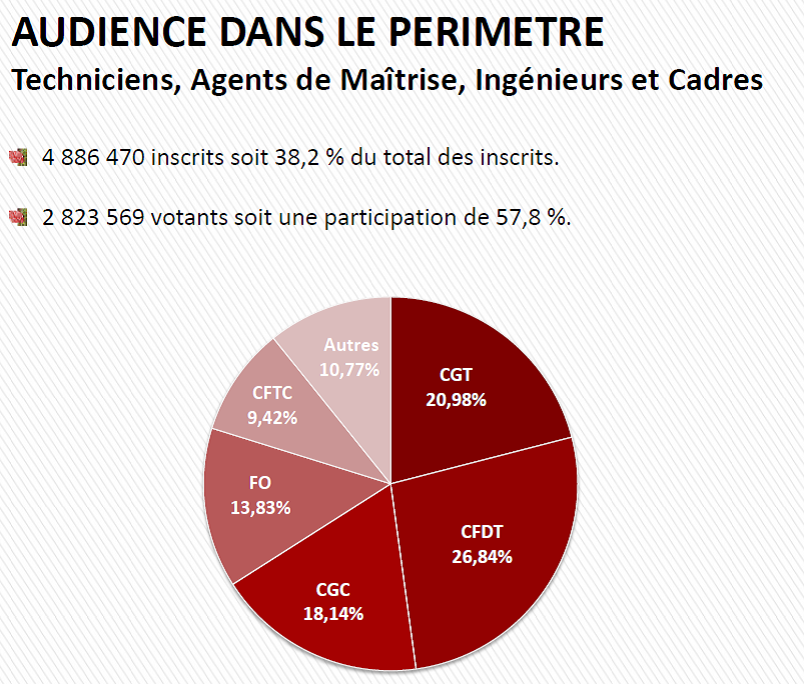 AUDIENCE DANS LE PERIMETRE
Techniciens, Agents de Maîtrise, Ingénieurs et Cadres
4 886 470 inscrits soit 38,2 % du total des inscrits.
2 823 569 votants soit une participation de 57,8 %.
Autres
10,77%
CGT
20,98%
CFTC
9,42%
FO
13,83%
CFDT
26,84%
CGC
18,14%